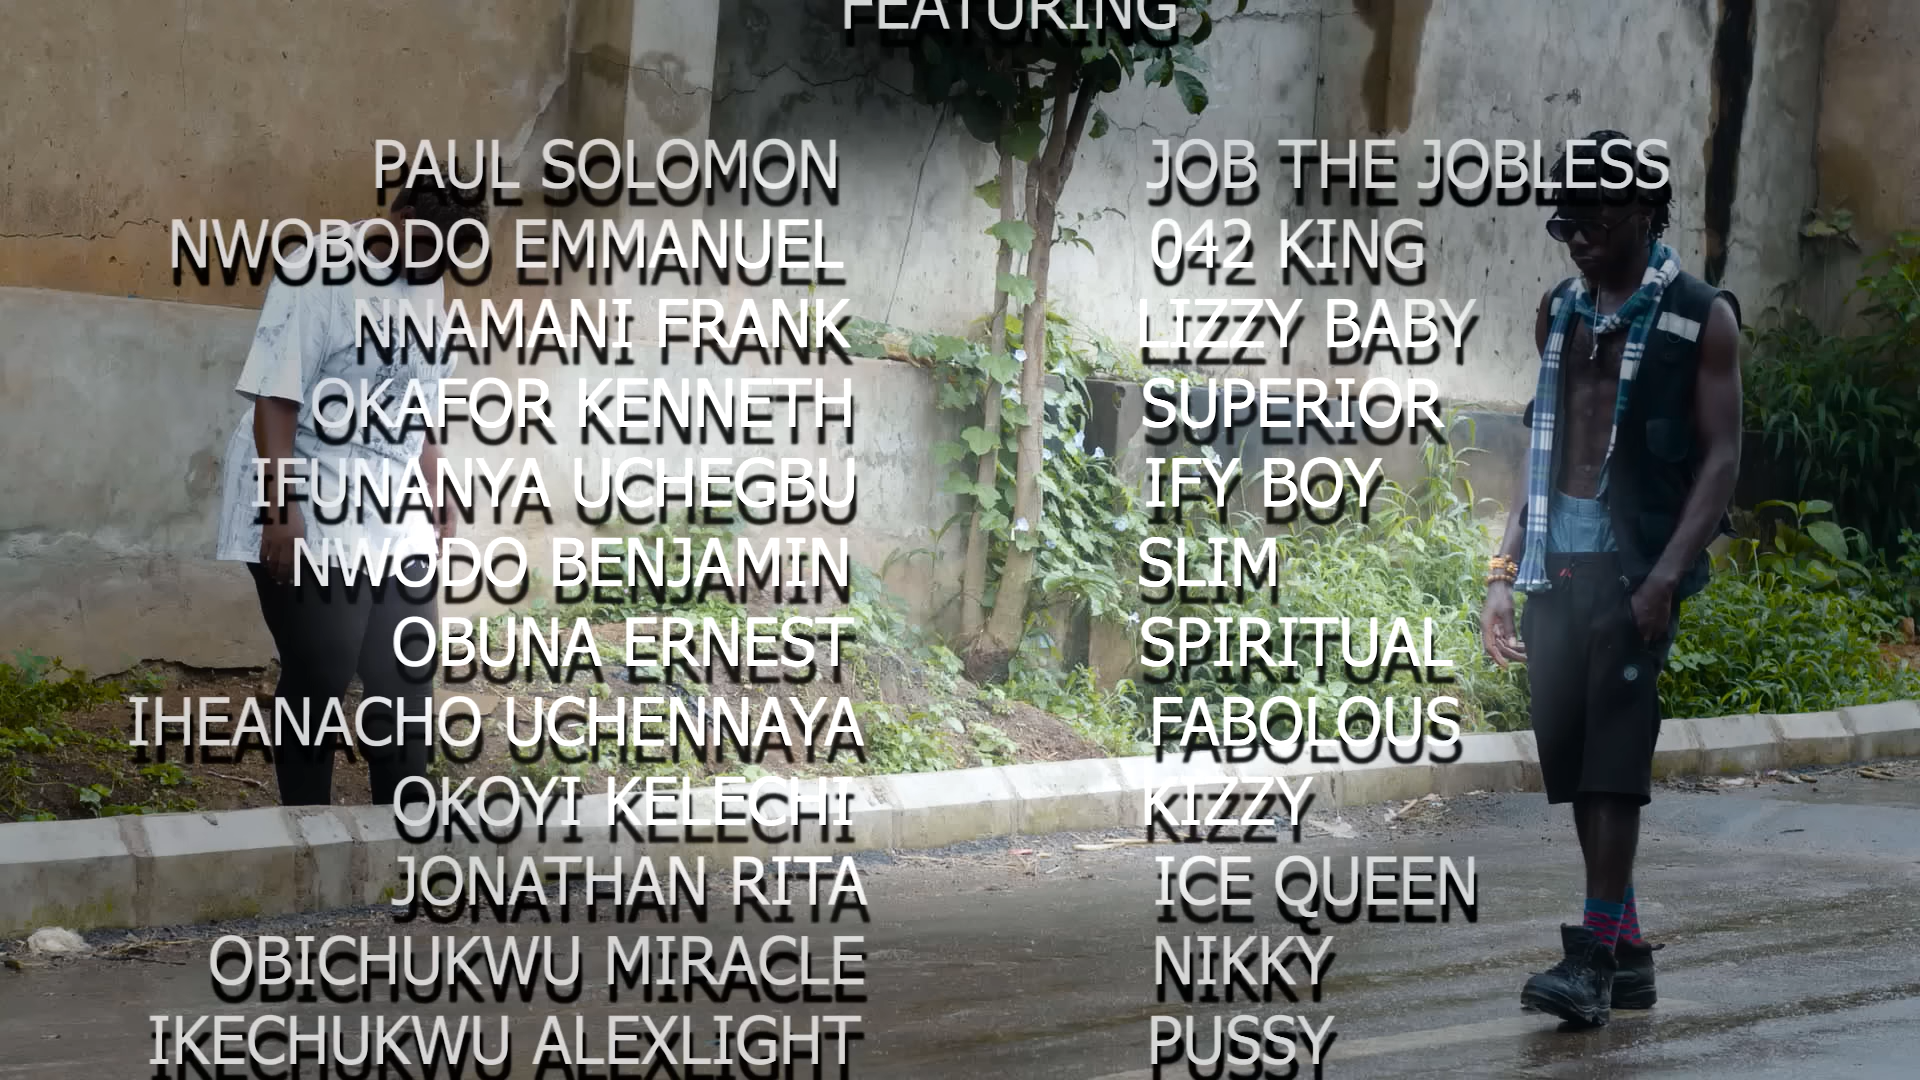 FEATURING
PAUL SOLOMON JOB THE JOBLESS
NWOBODO EMMANUEL 042 KING
NNAMANI FRANK LIZZY BABY
OKAFOR KENNETH SUPERIOR
IFUNANYA UCHEGBU IFY BOY
NWODO BENJAMIN SLIM
OBUNA ERNEST SPIRITUAL
IHEANACHO UCHENNAYA FABOLOUS
OKOYI KELECHI KIZZY
JONATHAN RITA ICE QUEEN
OBICHUKWU MIRACLE NIKKY
IKECHUKWU ALEXLIGHT PUSSY